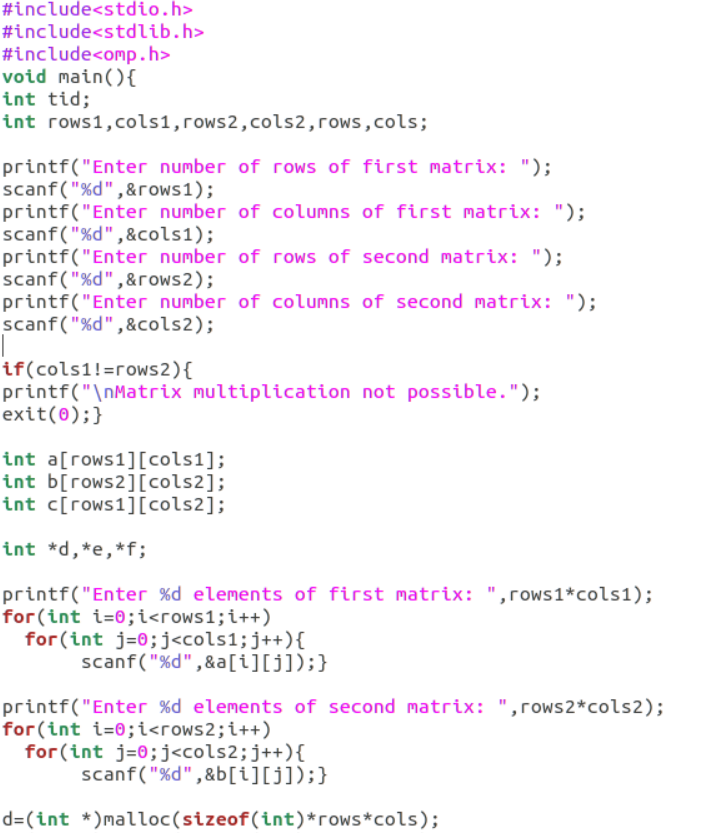 #include<stdio.h>
#include<stdlib.h>
#include<omp.h>
void main(){
int tid;
int rows1,cols1,rows2,cols2,rows,cols;

printf("Enter number of rows of first matrix: ");
scanf("%d",&rows1);
printf("Enter number of columns of first matrix: ");
scanf("%d",&cols1);
printf("Enter number of rows of second matrix: ");
scanf("%d",&rows2);
printf("Enter number of columns of second matrix: ");
scanf("%d",&cols2);

if(cols1!=rows2){
printf("\nMatrix multiplication not possible.");
exit(0);}

int a[rows1][cols1];
int b[rows2][cols2];
int c[rows1][cols2];

int *d,*e,*f;

printf("Enter %d elements of first matrix: ",rows1*cols1);
for(int i=0;i<rows1;i++)
  for(int j=0;j<cols1;j++){
       scanf("%d",&a[i][j]);}

printf("Enter %d elements of second matrix: ",rows2*cols2);
for(int i=0;i<rows2;i++)
  for(int j=0;j<cols2;j++){
       scanf("%d",&b[i][j]);}

d=(int *)malloc(sizeof(int)*rows*cols);